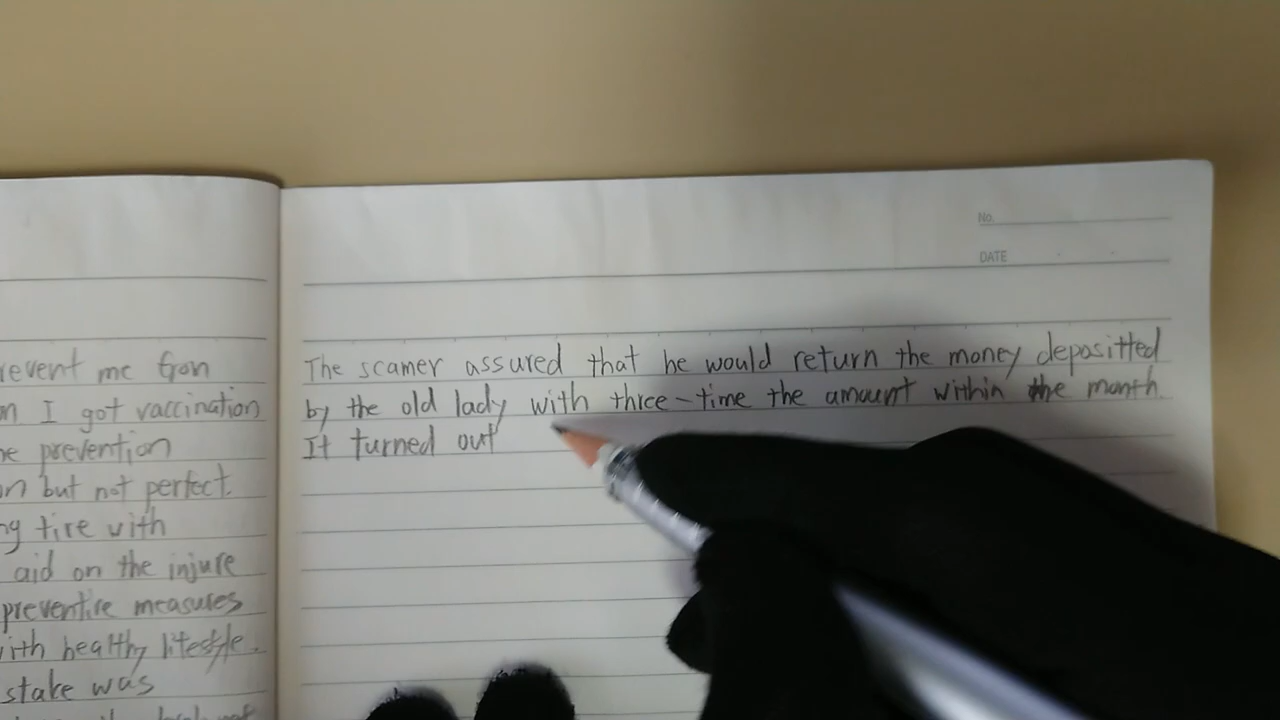 revent me from
n I got vaccination
he prevention
on but not perfect.
ng tire with
aid on the injure
preventive measures
with healthy lifestyle.
stake was
No.
DATE
The scamer assured that he would return the money depositted
by the old lady with three-time the amount within the month
It turned out